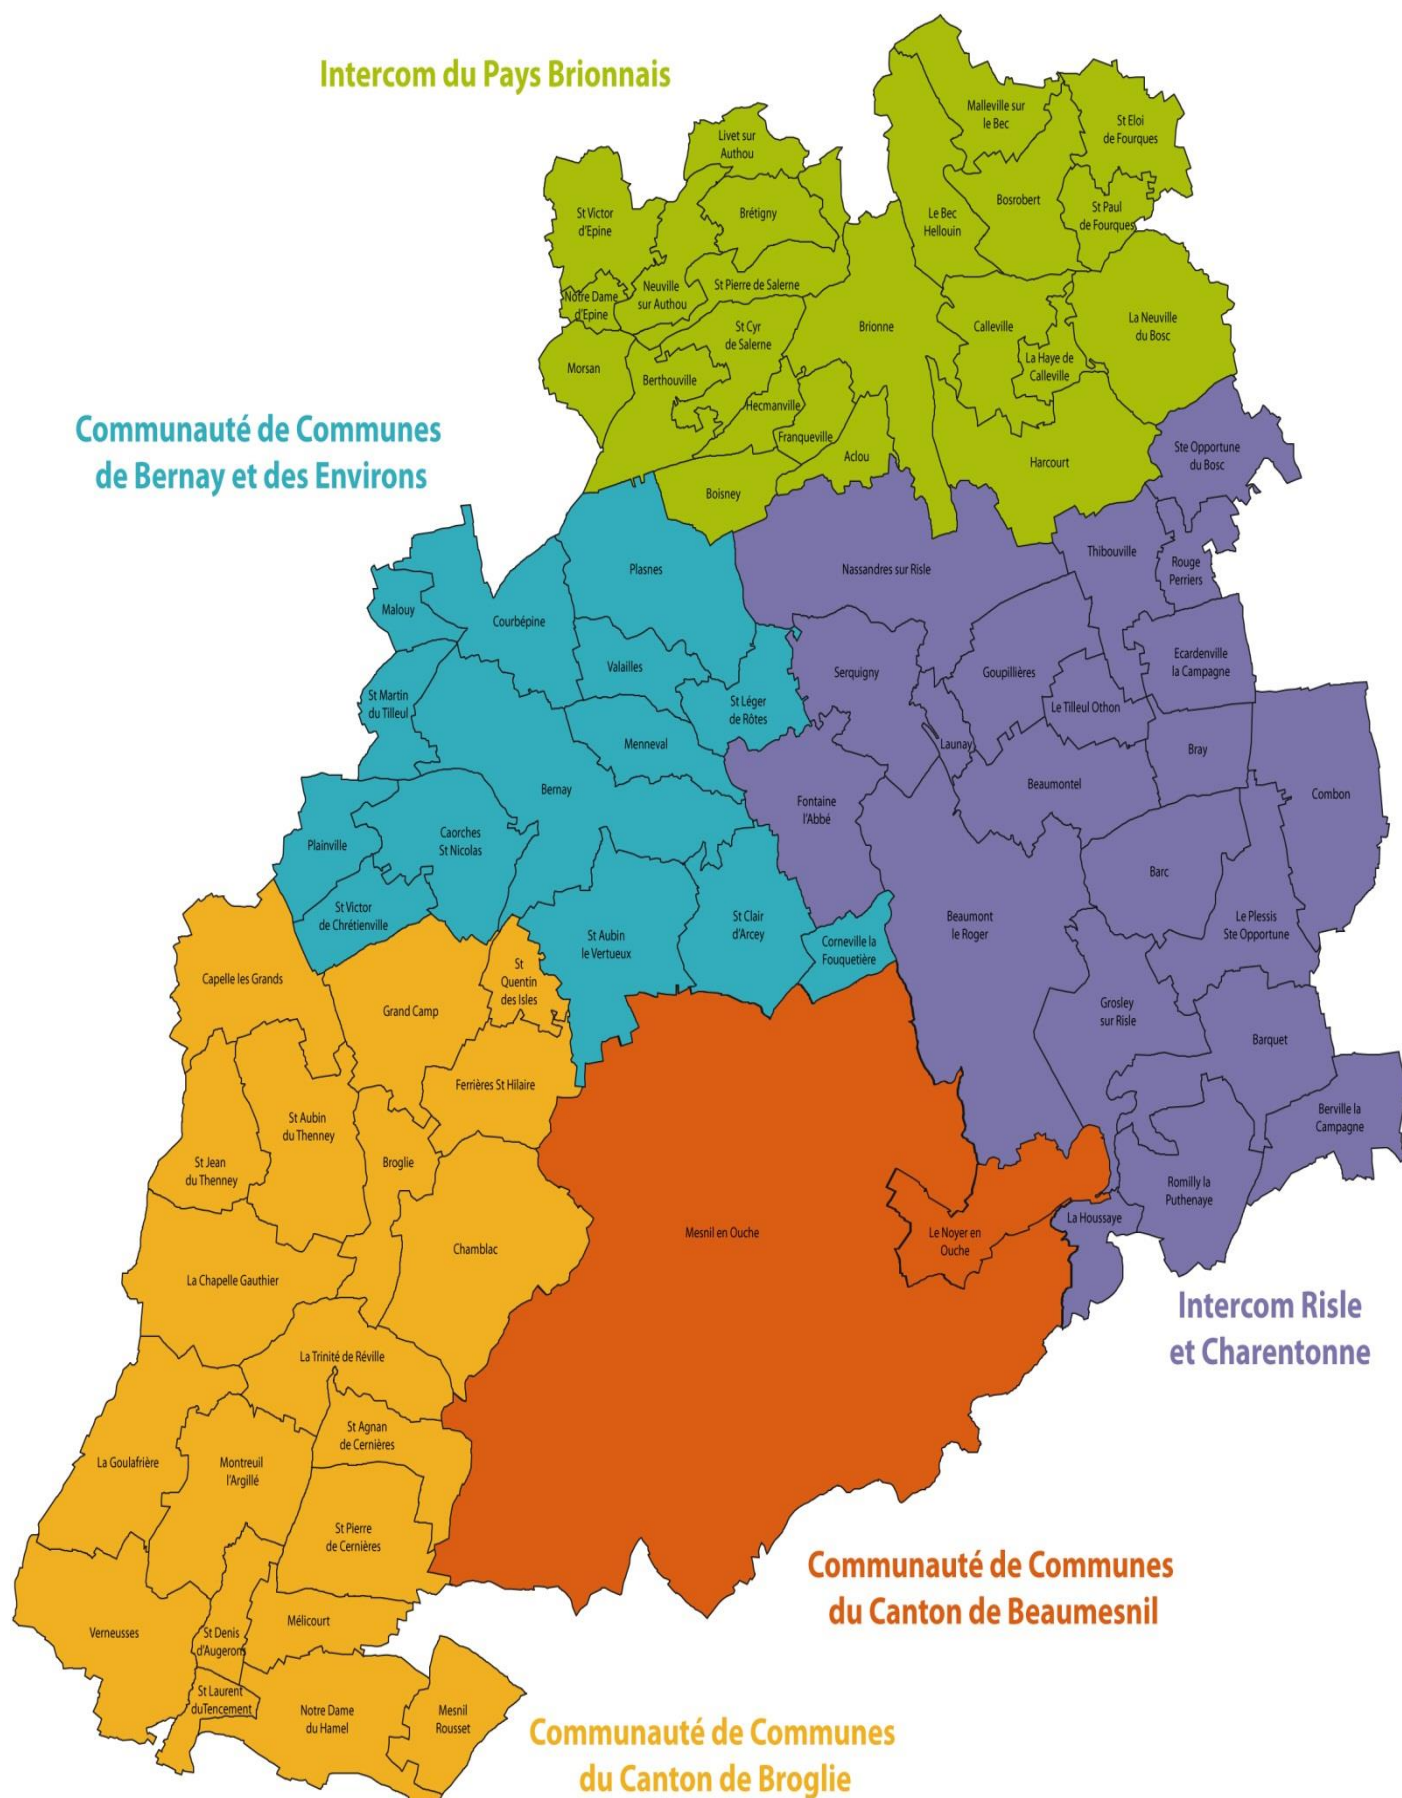 Intercom du Pays Brionnais
Malleville sur
le Bec
St Eloi
de Fourques
Livet sur
Authou
St Victor
d'Epine
Brétigny
Le Bec
Hellouin
Bosrobert
St Paul
de Fourques
Notre Dame
d'Epine
Neuville
sur Authou
St Pierre de Salerne
St Cyr
de Salerne
Brionne
Calleville
La Neuville
du Bosc
La Haye de
Calleville
Morsan
Berthouville
Hecmanville
Franqueville
Aclou
Harcourt
Boisney
Communauté de Communes
de Bernay et des Environs
Ste Opportune
du Bosc
Plasnes
Nassandres sur Risle
Thibouville
Rouge
Perriers
Malouy
Courbépine
Valailles
St Martin
du Tilleul
St Léger
de Rôtes
Serquigny
Goupillières
Ecardenville
la Campagne
Le Tilleul Othon
Menneval
Launay
Bray
Bernay
Beaumontel
Combon
Fontaine
l'Abbé
Plainville
Caorches
St Nicolas
Barc
St Victor
de Chrétienville
St Aubin
le Vertueux
St Clair
d'Arcey
Corneville la
Fouquetière
Beaumont
le Roger
Le Plessis
Ste Opportune
Capelle les Grands
Grand Camp
St
Quentin
des Isles
Grosley
sur Risle
Barquet
Ferrières St Hilaire
St Aubin
du Thenney
Berville la
Campagne
St Jean
du Thenney
Broglie
Romilly la
Puthenaye
La Houssaye
Mesnil en Ouche
Le Noyer en
Ouche
Chamblac
La Chapelle Gauthier
Intercom Risle
et Charentonne
La Trinité de Réville
St Agnan
de Cernières
La Goulafrière
Montreuil
l'Argillé
St Pierre
de Cernières
Communauté de Communes
du Canton de Beaumesnil
Verneusses
St Denis
d'Augerons
Mélicourt
St Laurent
duTencement
Notre Dame
du Hamel
Mesnil
Rousset
Communauté de Communes
du Canton de Broglie